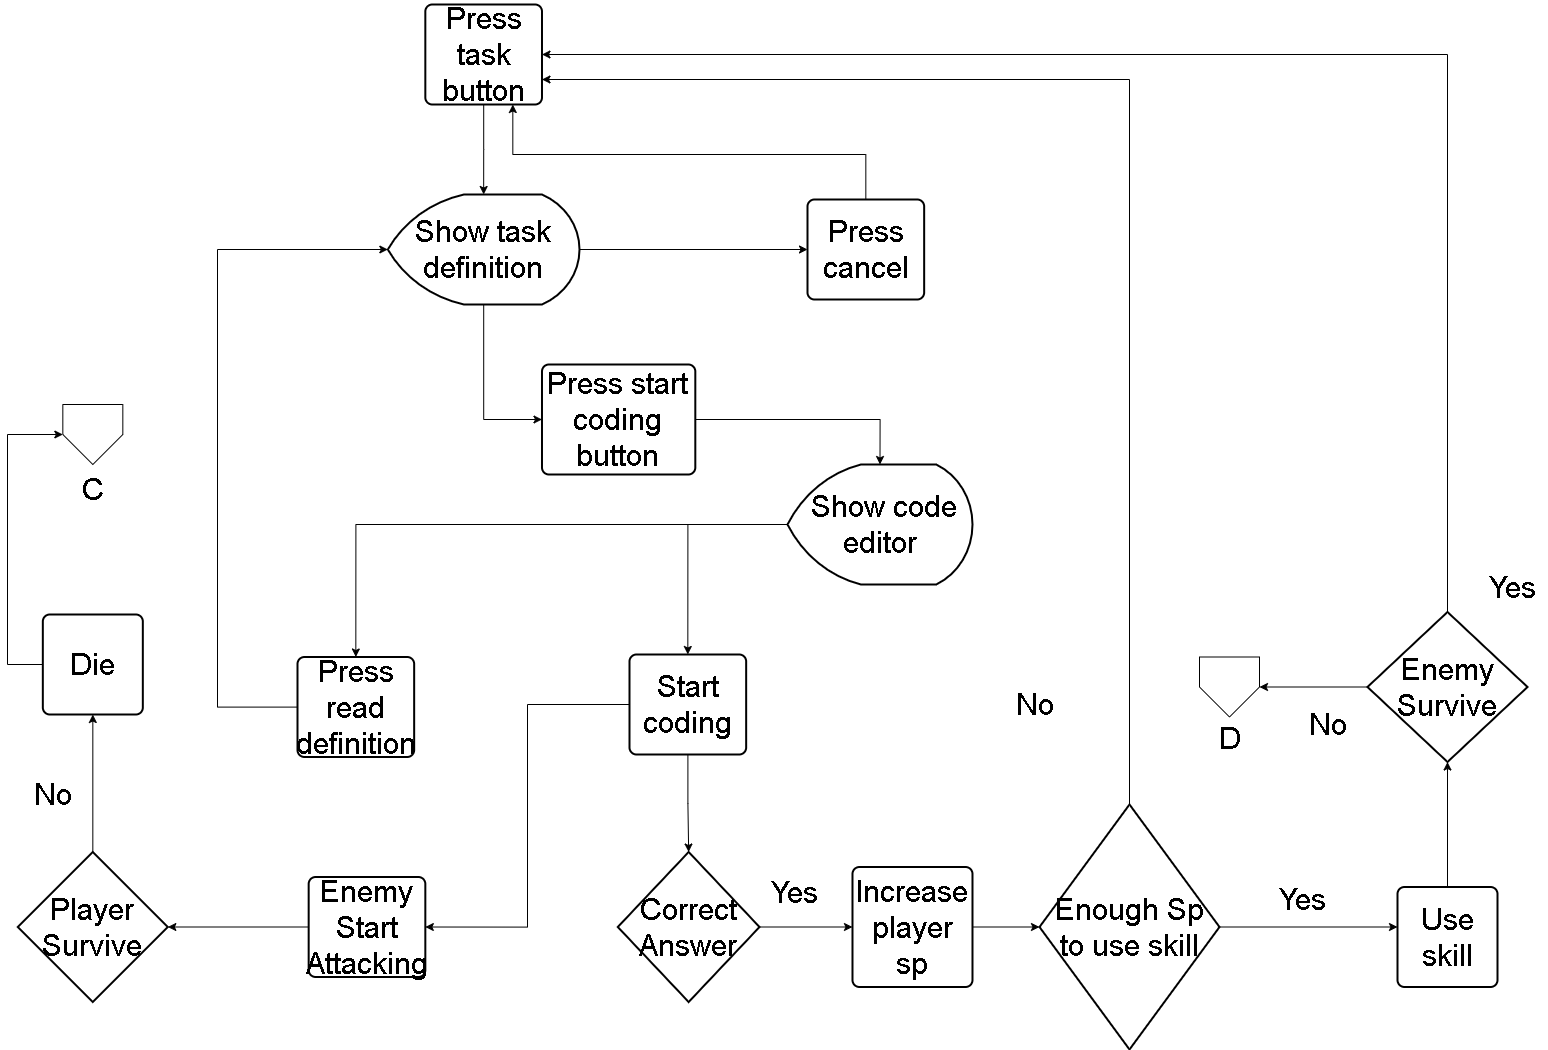 Press
task
button
Show task
definition
Press
cancel
Press start
coding
button
C
Show code
editor
Yes
Die
Press
read
definition
Start
coding
No
Enemy
Survive
No
D
No
Player
Survive
Enemy
Start
Attacking
Correct
Answer
Yes
Increase
player
sp
Enough Sp
to use skill
Yes
Use
skill